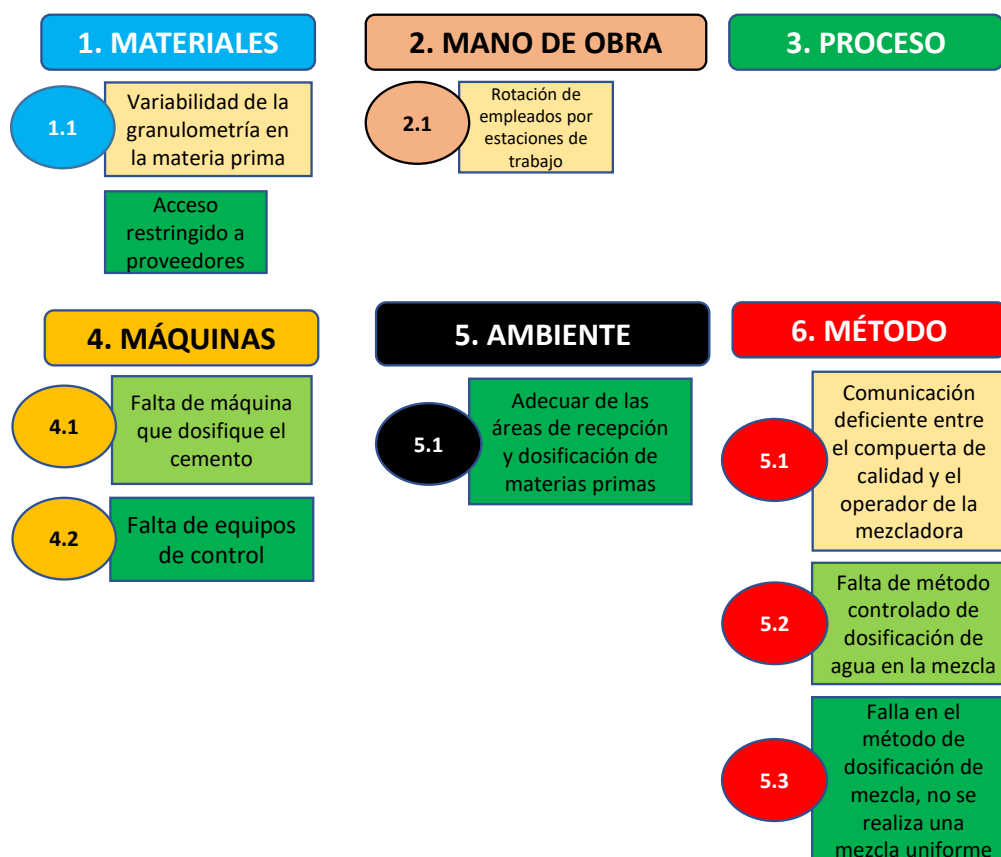 1. MATERIALES
1.1
Variabilidad de la
granulometría en
la materia prima
Acceso
restringido a
proveedores
2. MANO DE OBRA
2.1
Rotación de
empleados por
estaciones de
trabajo
3. PROCESO
4. MÁQUINAS
4.1
Falta de máquina
que dosifique el
cemento
4.2
Falta de equipos
de control
5. AMBIENTE
5.1
Adecuar de las
áreas de recepción
y dosificación de
materias primas
6. MÉTODO
5.1
Comunicación
deficiente entre
el compuerta de
calidad y el
operador de la
mezcladora
5.2
Falta de método
controlado de
dosificación de
agua en la mezcla
5.3
Falla en el
método de
dosificación de
mezcla, no se
realiza una
mezcla uniforme